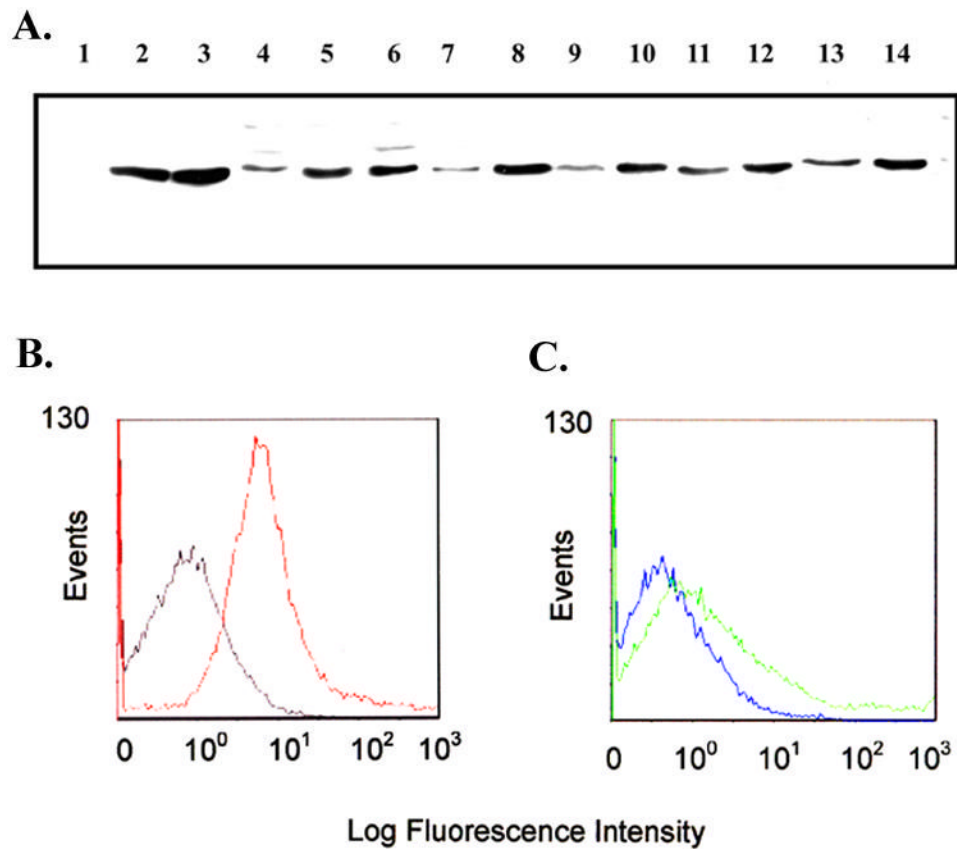 A.
1 2 3 4 5 6 7 8 9 10 11 12 13 14
B.
C.
130
Events
0 10⁰ 10¹ 10² 10³
130
Events
0 10⁰ 10¹ 10² 10³
Log Fluorescence Intensity